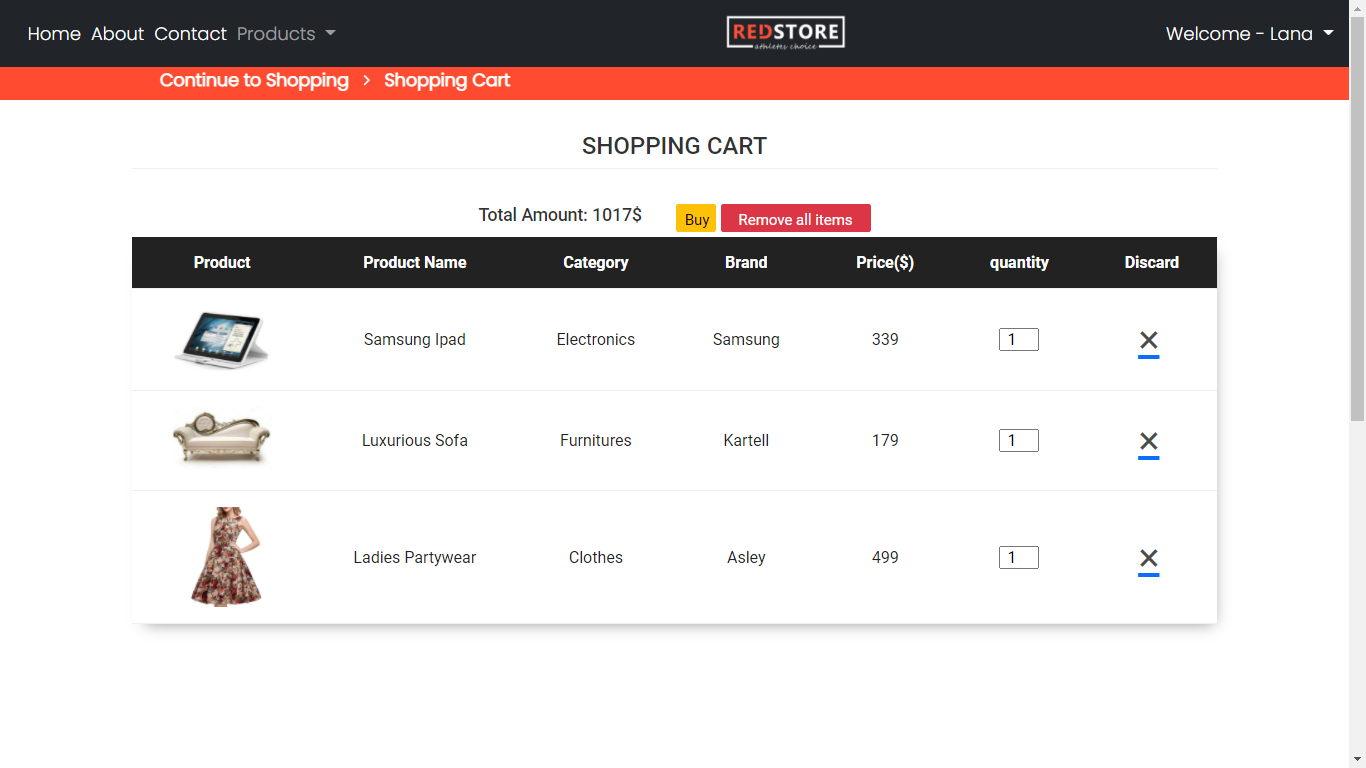 Home About Contact Products REDSTORE Welcome - Lana
athletes choice
Continue to Shopping > Shopping Cart
SHOPPING CART
Total Amount: 1017$ Buy Remove all items
Product Product Name Category Brand Price($) quantity Discard
Samsung Ipad Electronics Samsung 339 1
Luxurious Sofa Furnitures Kartell 179 1
Ladies Partywear Clothes Asley 499 1